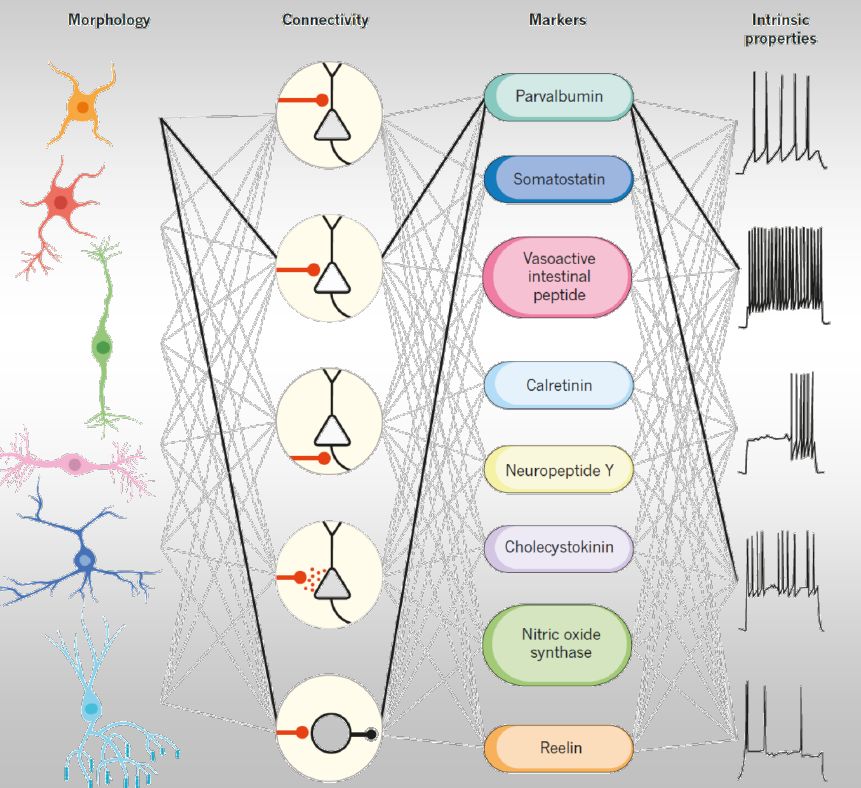 Morphology
Connectivity
Markers
Intrinsic
properties
Parvalbumin
Somatostatin
Vasoactive
intestinal
peptide
Calretinin
Neuropeptide Y
Cholecystokinin
Nitric oxide
synthase
Reelin